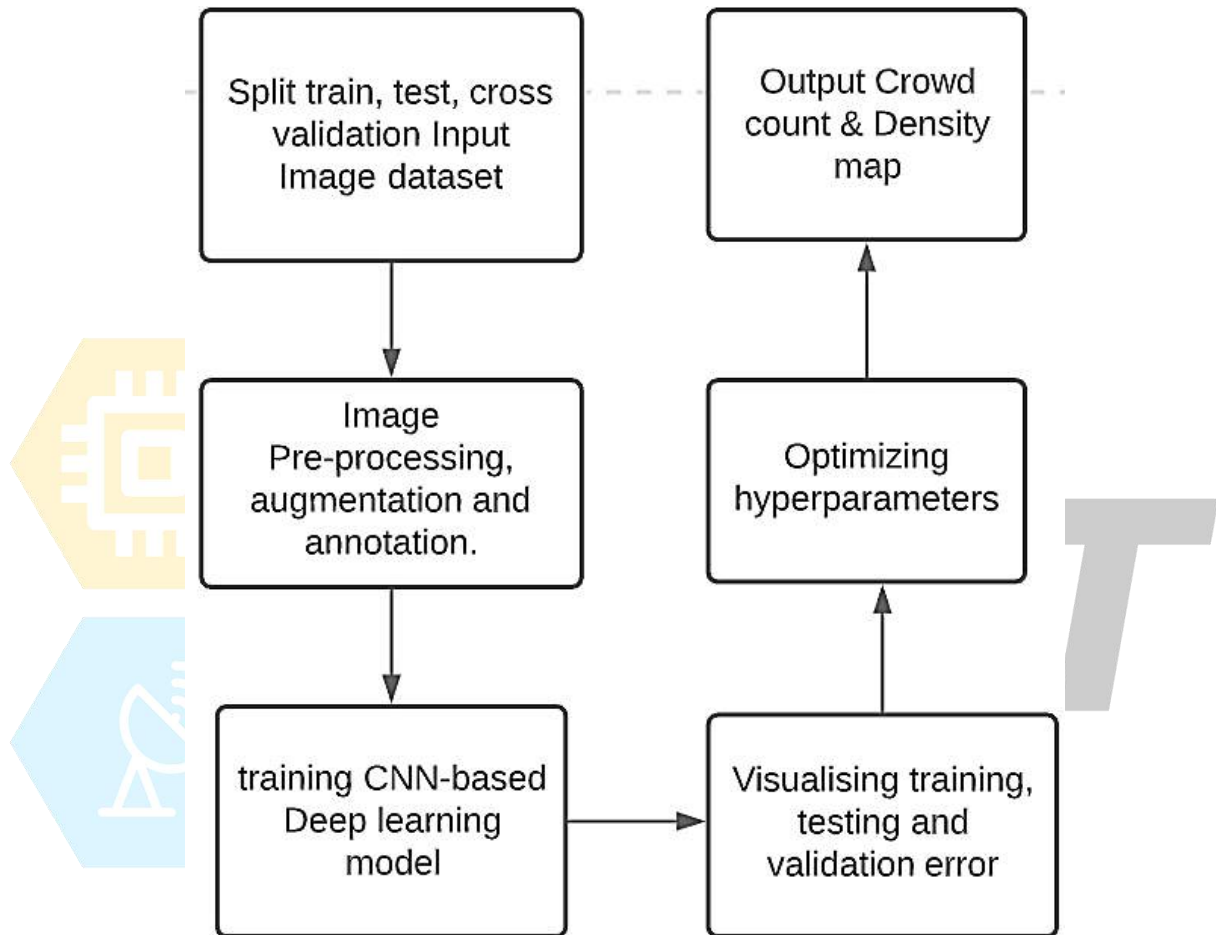 Split train, test, cross
validation Input
Image dataset
Image
Pre-processing,
augmentation and
annotation.
training CNN-based
Deep learning
model
Visualising training,
testing and
validation error
Optimizing
hyperparameters
Output Crowd
count & Density
map
T